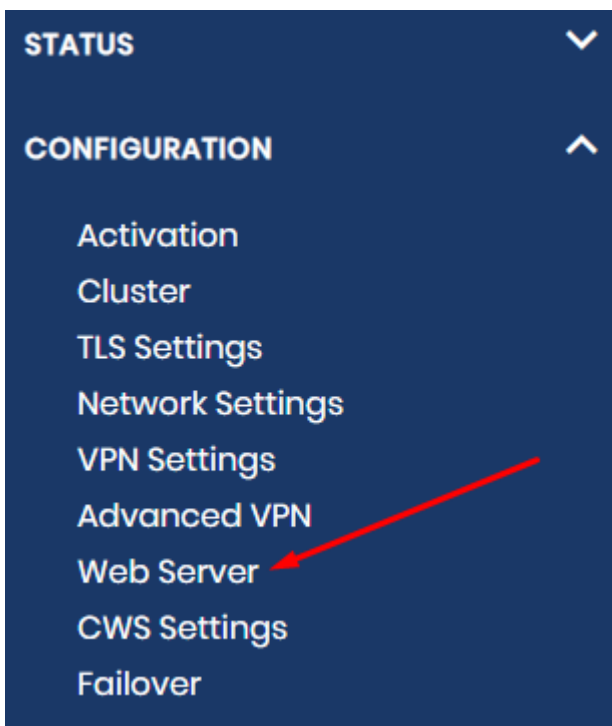 STATUS
CONFIGURATION
Activation
Cluster
TLS Settings
Network Settings
VPN Settings
Advanced VPN
Web Server
CWS Settings
Failover